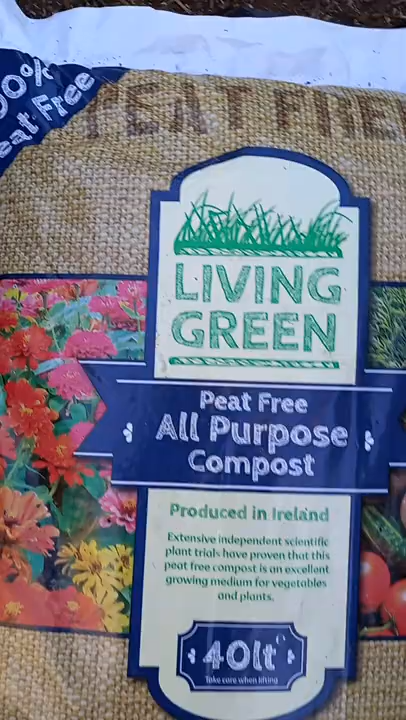 100%
Peat Free
PEAT FREE
LIVING
GREEN
Peat Free
All Purpose
Compost
Produced in Ireland
Extensive independent scientific
plant trials have proven that this
peat free compost is an excellent
growing medium for vegetables
and plants.
40lt
Take care when lifting